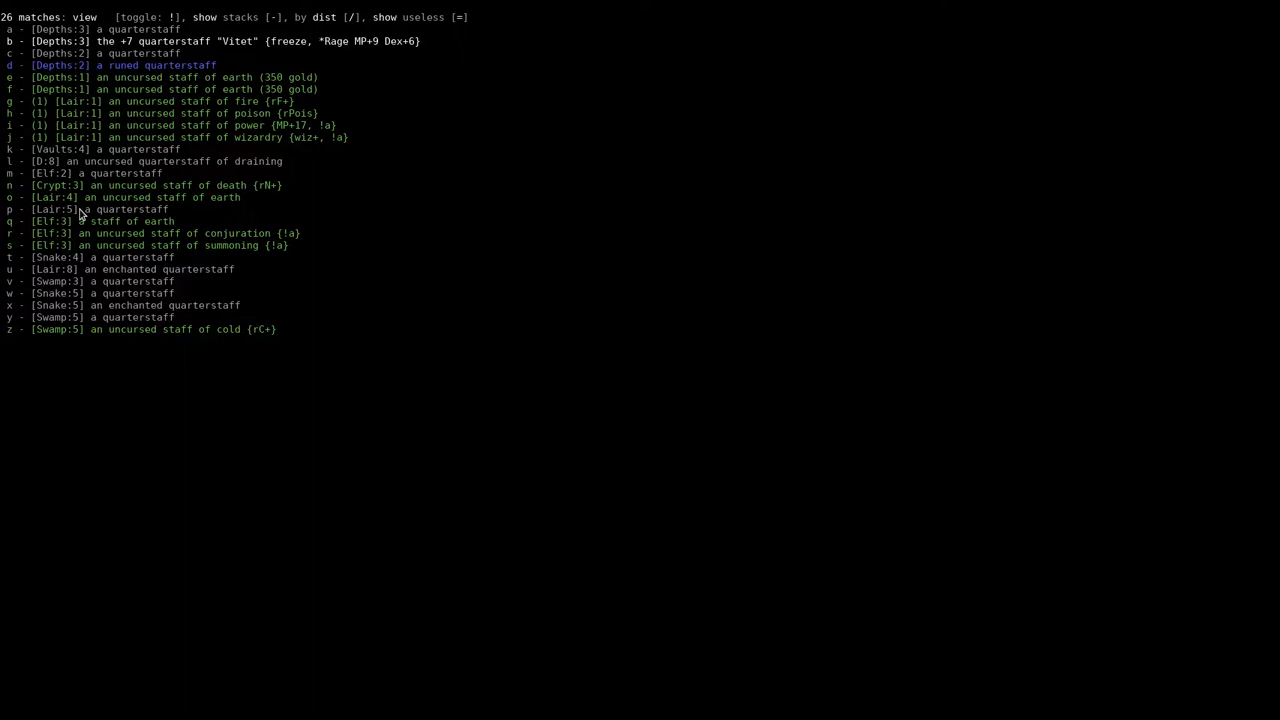 26 matches: view   [toggle: !], show stacks [-], by dist [/], show useless [=]
a - [Depths:3] a quarterstaff
b - [Depths:3] the +7 quarterstaff "Vitet" {freeze, *Rage MP+9 Dex+6}
c - [Depths:2] a quarterstaff
d - [Depths:2] a runed quarterstaff
e - [Depths:1] an uncursed staff of earth (350 gold)
f - [Depths:1] an uncursed staff of earth (350 gold)
g - (1) [Lair:1] an uncursed staff of fire {rF+}
h - (1) [Lair:1] an uncursed staff of poison {rPois}
i - (1) [Lair:1] an uncursed staff of power {MP+17, !a}
j - (1) [Lair:1] an uncursed staff of wizardry {wiz+, !a}
k - [Vaults:4] a quarterstaff
l - [D:8] an uncursed quarterstaff of draining
m - [Elf:2] a quarterstaff
n - [Crypt:3] an uncursed staff of death {rN+}
o - [Lair:4] an uncursed staff of earth
p - [Lair:5] a quarterstaff
q - [Elf:3] a staff of earth
r - [Elf:3] an uncursed staff of conjuration {!a}
s - [Elf:3] an uncursed staff of summoning {!a}
t - [Snake:4] a quarterstaff
u - [Lair:8] an enchanted quarterstaff
v - [Swamp:3] a quarterstaff
w - [Snake:5] a quarterstaff
x - [Snake:5] an enchanted quarterstaff
y - [Swamp:5] a quarterstaff
z - [Swamp:5] an uncursed staff of cold {rC+}